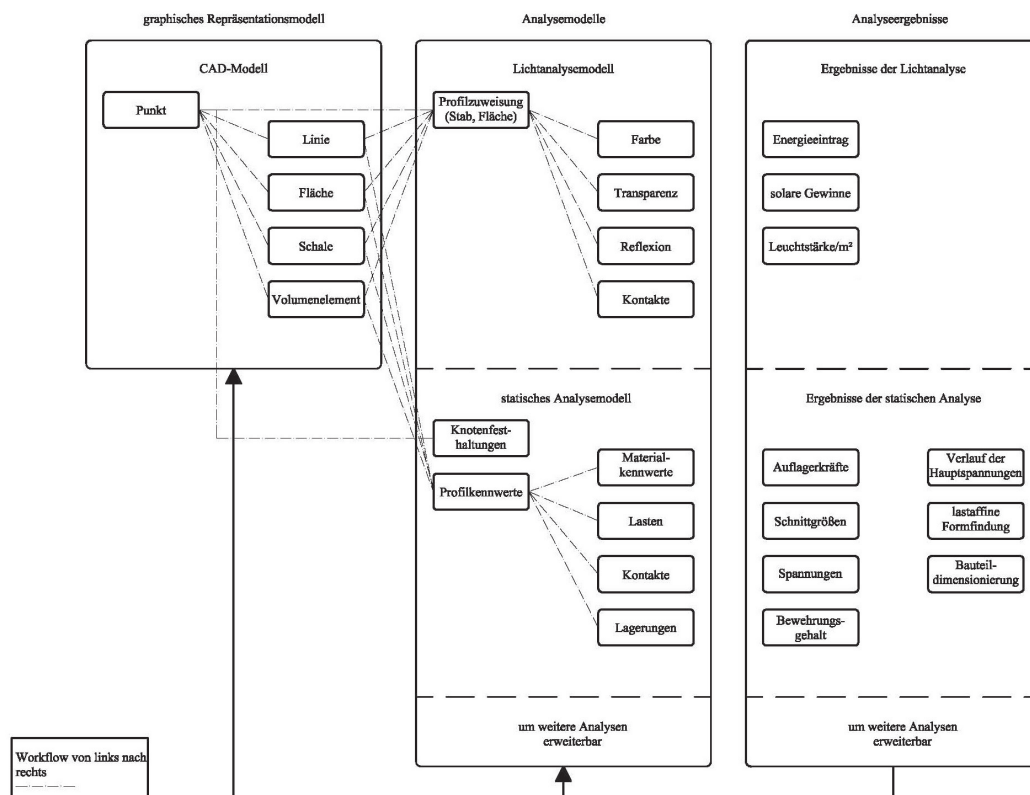 graphisches Repräsentationsmodell
CAD-Modell
Punkt
Linie
Fläche
Schale
Volumenelement
Analysemodelle
Lichtanalysemodell
Profilzuweisung
(Stab, Fläche)
Farbe
Transparenz
Reflexion
Kontakte
statisches Analysemodell
Knotenfest-
haltungen
Profilkennwerte
Material-
kennwerte
Lasten
Kontakte
Lagerungen
um weitere Analysen
erweiterbar
Analyseergebnisse
Ergebnisse der Lichtanalyse
Energieeintrag
solare Gewinne
Leuchtstärke/m²
Ergebnisse der statischen Analyse
Auflagerkräfte
Schnittgrößen
Spannungen
Bewehrungs-
gehalt
Verlauf der
Hauptspannungen
lastaffine
Formfindung
Bauteil-
dimensionierung
um weitere Analysen
erweiterbar
Workflow von links nach
rechts